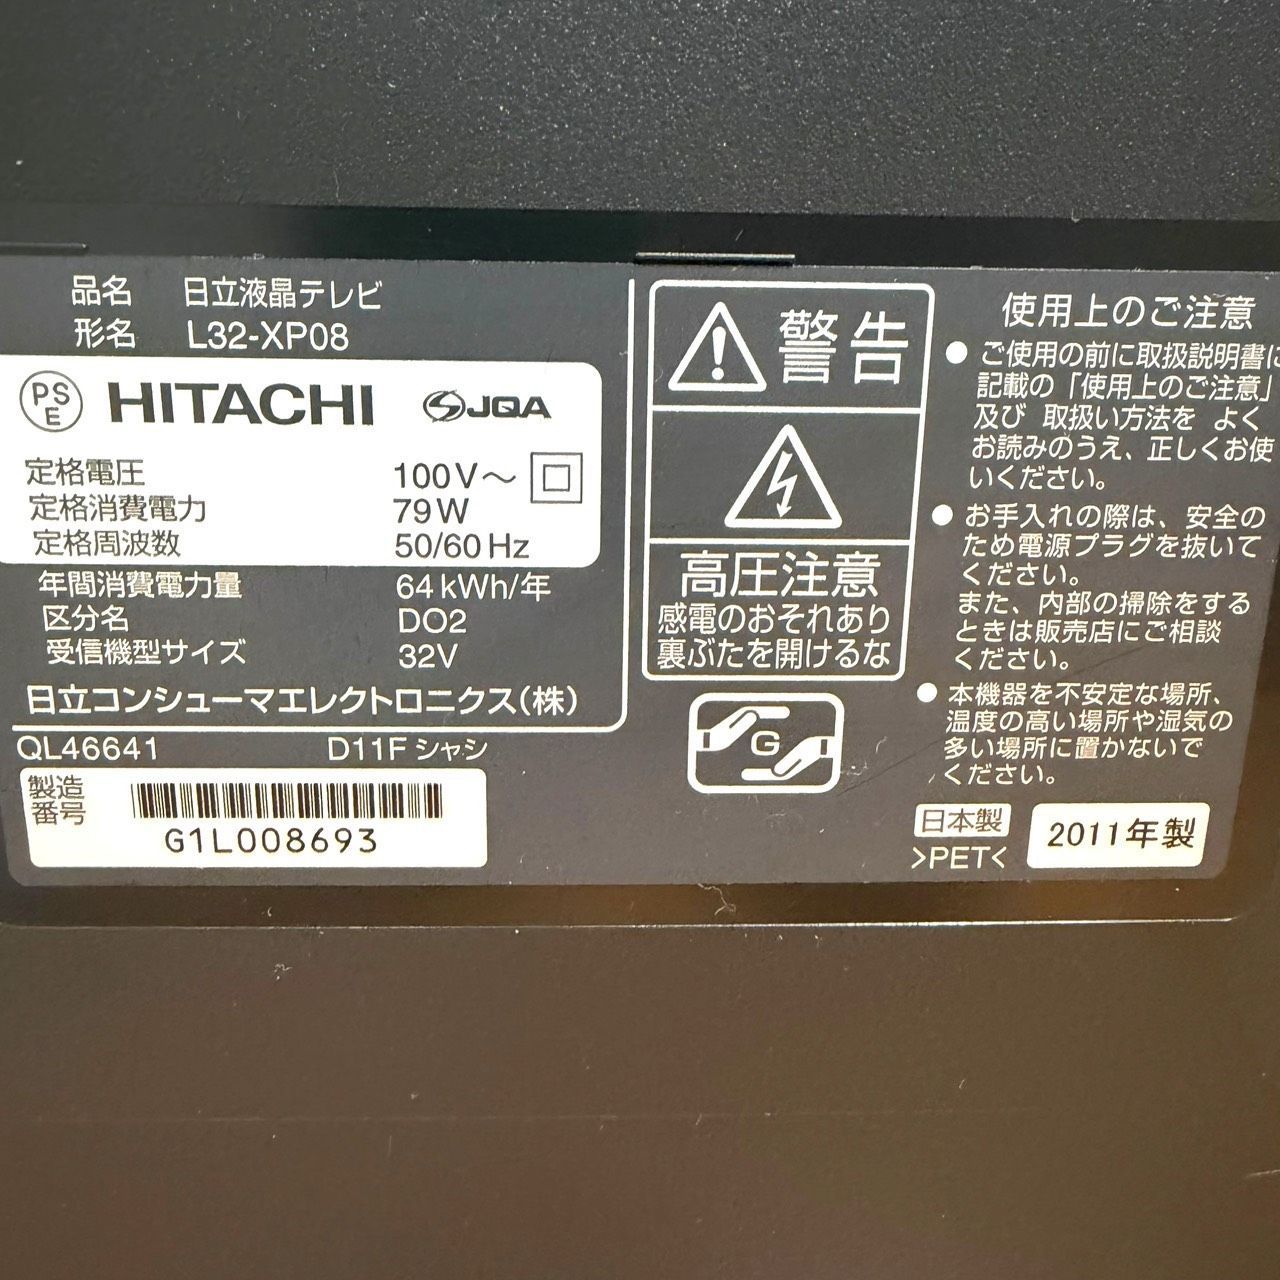 品名 日立液晶テレビ
形名 L32-XP08
PS
E
HITACHI
JQA
定格電圧 100V～
定格消費電力 79W
定格周波数 50/60Hz
年間消費電力量 64kWh/年
区分名 DO2
受信機型サイズ 32V
日立コンシューマエレクトロニクス(株)
QL46641 D11Fシャシ
製造
番号
G1L008693
警告
高圧注意
感電のおそれあり
裏ぶたを開けるな
G
使用上のご注意
● ご使用の前に取扱説明書に
記載の「使用上のご注意」
及び 取扱い方法を よく
お読みのうえ、正しくお使
いください。
● お手入れの際は、安全の
ため電源プラグを抜いて
ください。
また、内部の掃除をする
ときは販売店にご相談
ください。
● 本機器を不安定な場所、
温度の高い場所や湿気の
多い場所に置かないで
ください。
日本製
>PET<
2011年製